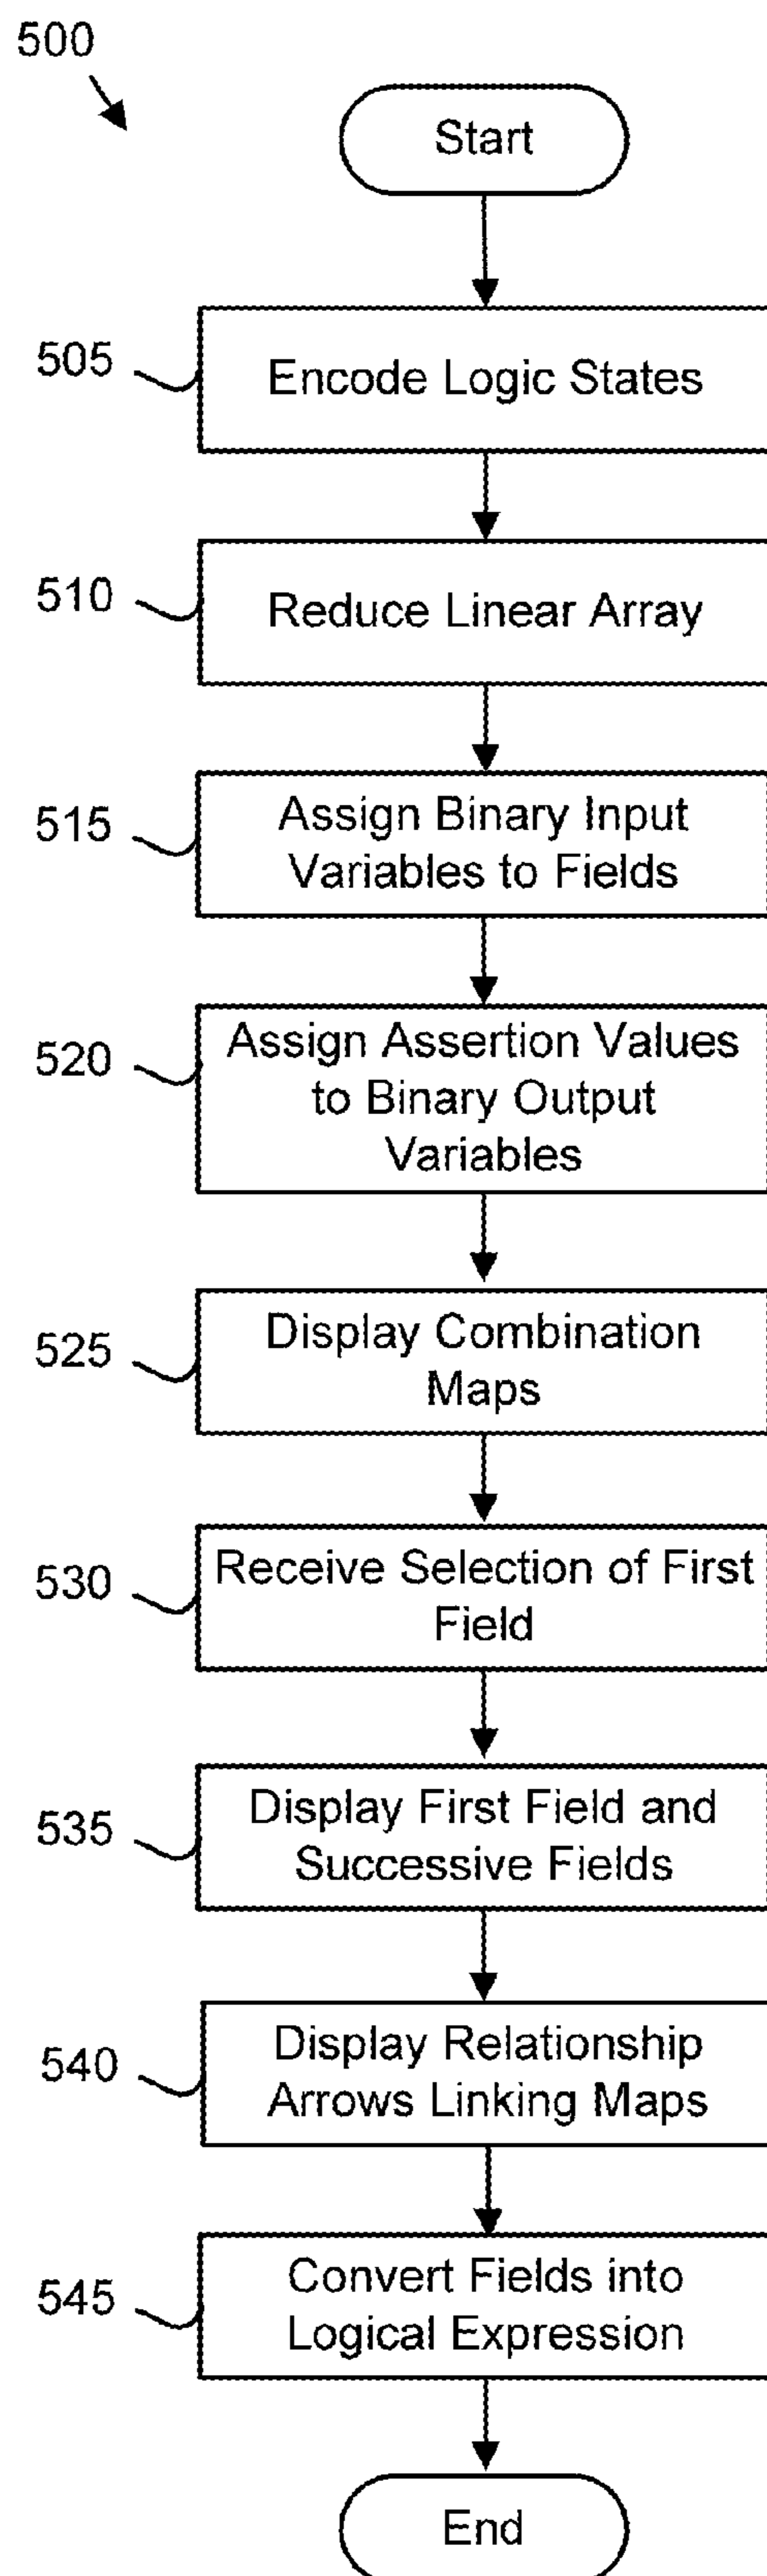 500
Start
505
Encode Logic States
510
Reduce Linear Array
515
Assign Binary Input
Variables to Fields
520
Assign Assertion Values
to Binary Output
Variables
525
Display Combination
Maps
530
Receive Selection of First
Field
535
Display First Field and
Successive Fields
540
Display Relationship
Arrows Linking Maps
545
Convert Fields into
Logical Expression
End